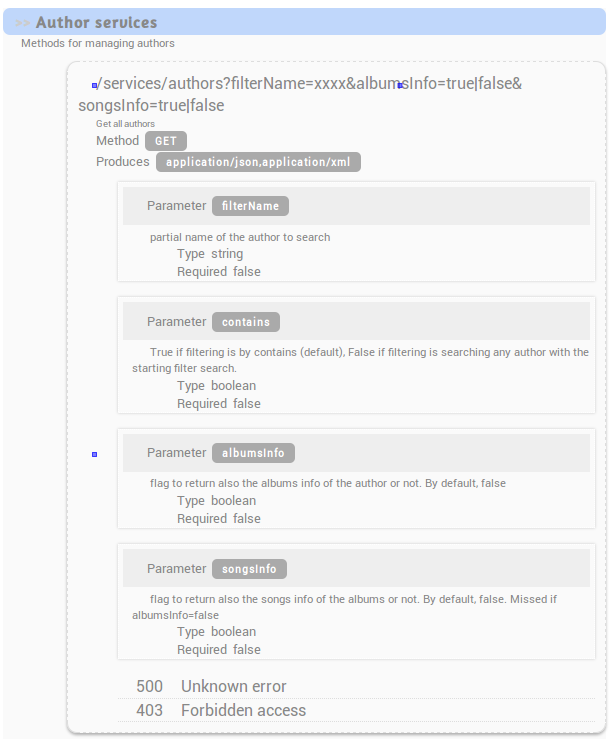 >> Author services
Methods for managing authors
/services/authors?filterName=xxxx&albumsInfo=true|false&
songsInfo=true|false
Get all authors
Method GET
Produces application/json,application/xml
Parameter filterName
partial name of the author to search
Type string
Required false
Parameter contains
True if filtering is by contains (default), False if filtering is searching any author with the
starting filter search.
Type boolean
Required false
Parameter albumsInfo
flag to return also the albums info of the author or not. By default, false
Type boolean
Required false
Parameter songsInfo
flag to return also the songs info of the albums or not. By default, false. Missed if
albumsInfo=false
Type boolean
Required false
500 Unknown error
403 Forbidden access